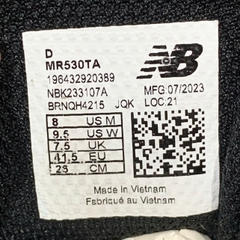 D
MR530TA
196432920389
NBK233107A MFG:07/2023
BRNQH4215 JQK LOC:21
8 US M
9.5 US W
7.5 UK
41.5 EU
26 CM
Made in Vietnam
Fabriqué au Vietnam